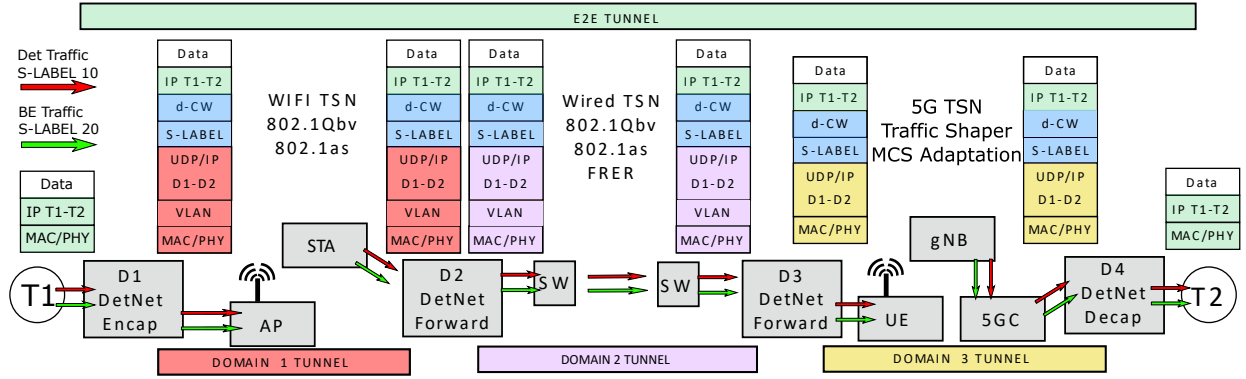 E2E TUNNEL
Det Traffic
S-LABEL 10
BE Traffic
S-LABEL 20
Data
IP T1-T2
MAC/PHY
Data
IP T1-T2
d-CW
S-LABEL
UDP/IP
D1-D2
VLAN
MAC/PHY
WIFI TSN
802.1Qbv
802.1as
Data
IP T1-T2
d-CW
S-LABEL
UDP/IP
D1-D2
VLAN
MAC/PHY
Data
IP T1-T2
d-CW
S-LABEL
UDP/IP
D1-D2
VLAN
MAC/PHY
Wired TSN
802.1Qbv
802.1as
FRER
Data
IP T1-T2
d-CW
S-LABEL
UDP/IP
D1-D2
VLAN
MAC/PHY
Data
IP T1-T2
d-CW
S-LABEL
UDP/IP
D1-D2
MAC/PHY
5G TSN
Traffic Shaper
MCS Adaptation
Data
IP T1-T2
d-CW
S-LABEL
UDP/IP
D1-D2
MAC/PHY
Data
IP T1-T2
MAC/PHY
T1
D1
DetNet
Encap
AP
STA
D2
DetNet
Forward
SW
SW
D3
DetNet
Forward
UE
gNB
5GC
D4
DetNet
Decap
T2
DOMAIN 1 TUNNEL
DOMAIN 2 TUNNEL
DOMAIN 3 TUNNEL